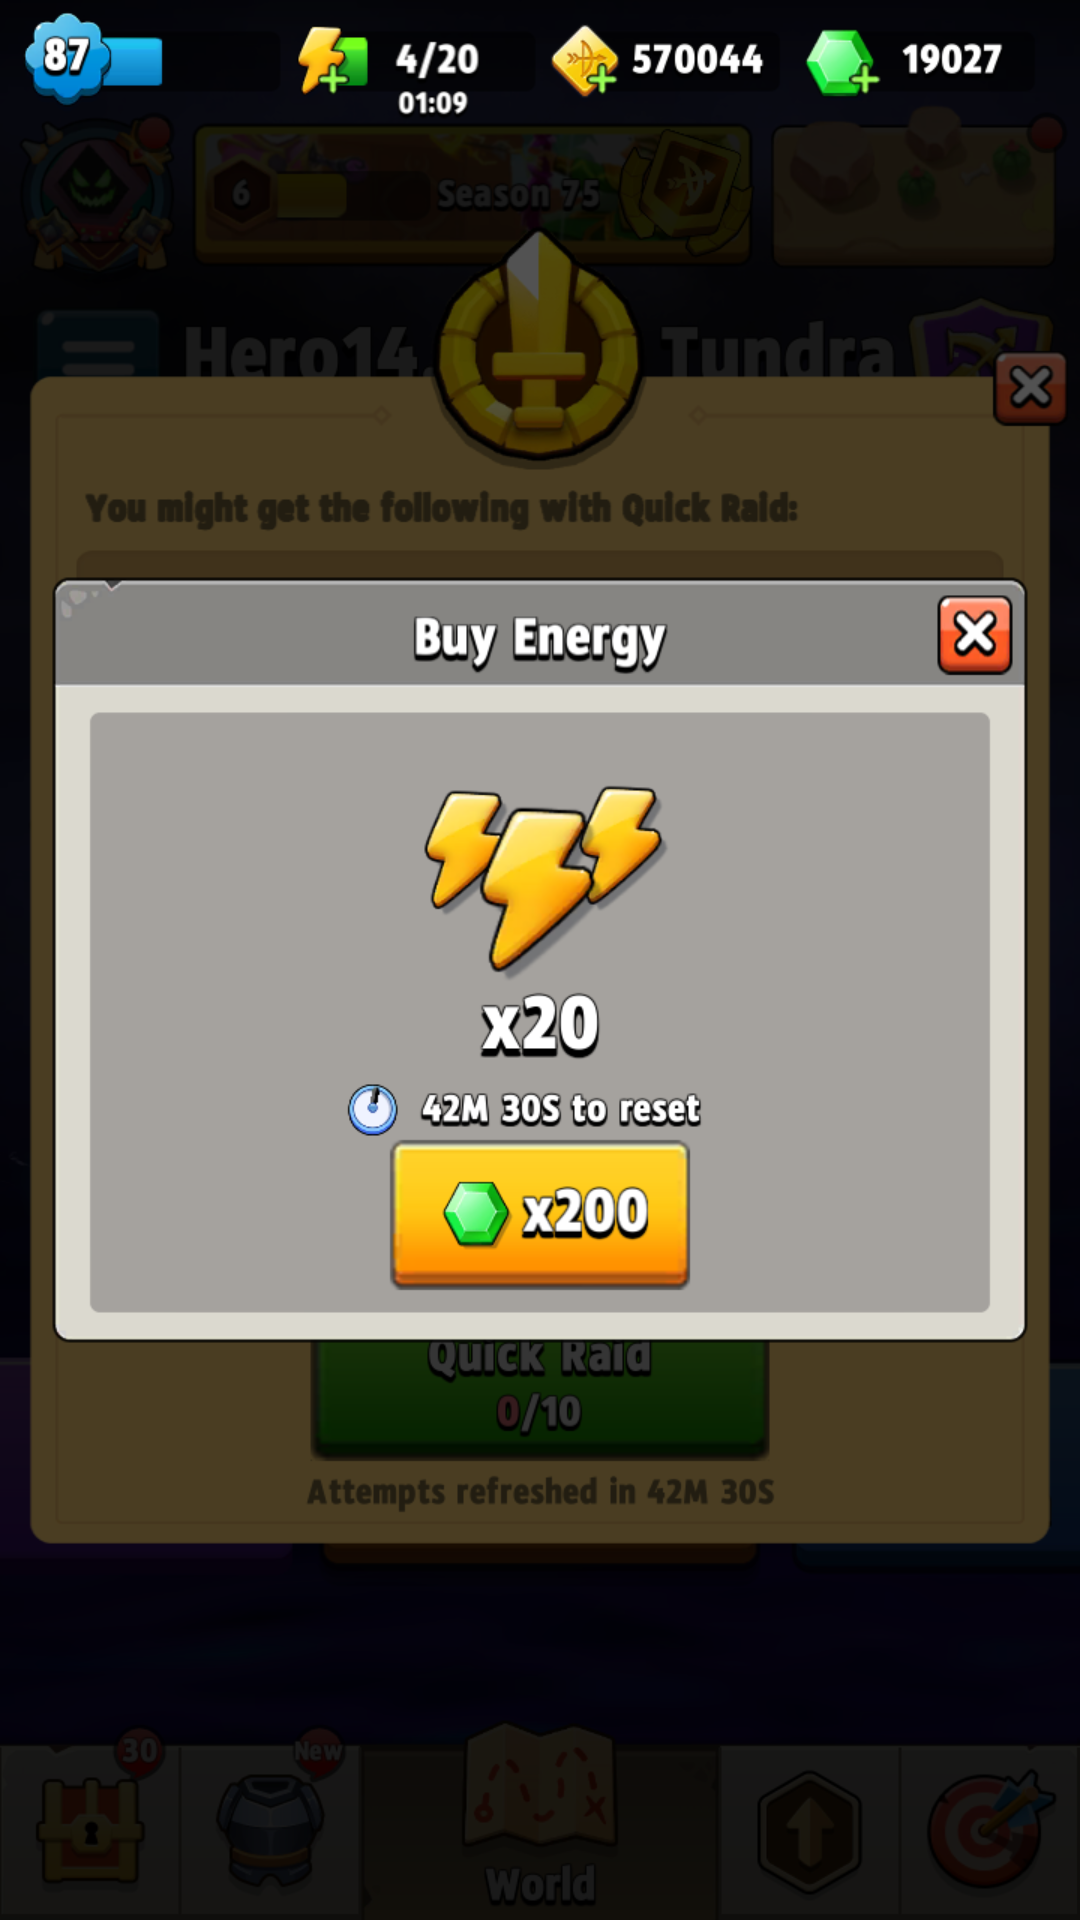 87
4/20
570044
19027
01:09
6
Season 75
Hero14.
Tundra
You might get the following with Quick Raid:
Buy Energy
x20
42M 30S to reset
x200
Quick Raid
0/10
Attempts refreshed in 42M 30S
30
New
World